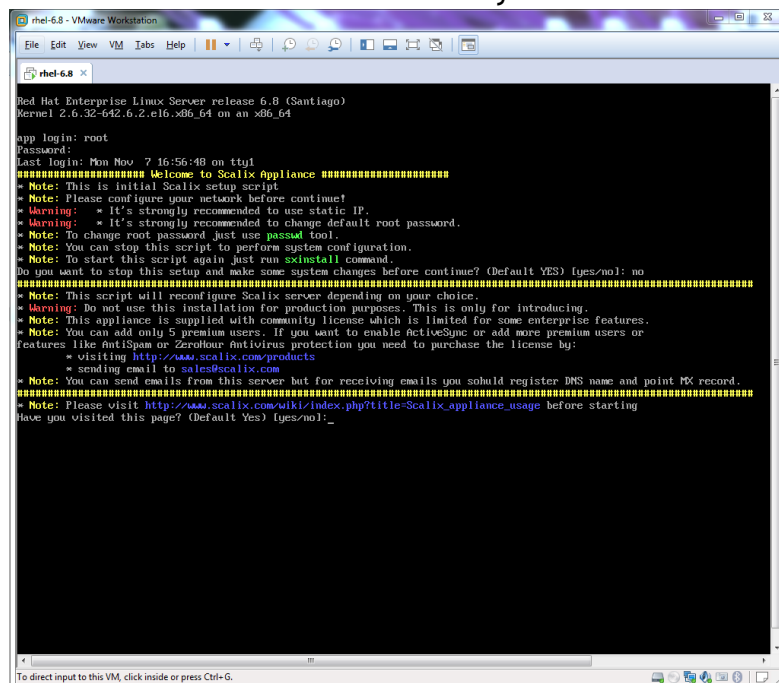 rhel-6.8 - VMware Workstation
File Edit View VM Tabs Help
rhel-6.8
Red Hat Enterprise Linux Server release 6.8 (Santiago)
Kernel 2.6.32-642.6.2.el6.x86_64 on an x86_64
app login: root
Password:
Last login: Mon Nov  7 16:56:48 on tty1
###################### Welcome to Scalix Appliance ######################
* Note: This is initial Scalix setup script
* Note: Please configure your network before continue!
* Warning:   * It's strongly recommended to use static IP.
* Warning:   * It's strongly recommended to change default root password.
* Note: To change root password just use passwd tool.
* Note: You can stop this script to perform system configuration.
* Note: To start this script again just run sxinstall command.
Do you want to stop this setup and make some system changes before continue? (Default YES) [yes/no]: no
################################################################################
* Note: This script will reconfigure Scalix server depending on your choice.
* Warning: Do not use this installation for production purposes. This is only for introducing.
* Note: This appliance is supplied with community license which is limited for some enterprise features.
* Note: You can add only 5 premium users. If you want to enable ActiveSync or add more premium users or
features like AntiSpam or ZeroHour Antivirus protection you need to purchase the license by:
* visiting http://www.scalix.com/products
* sending email to sales@scalix.com
* Note: You can send emails from this server but for receiving emails you sohuld register DNS name and point MX record.
################################################################################
* Note: Please visit http://www.scalix.com/wiki/index.php?title=Scalix_appliance_usage before starting
Have you visited this page? (Default Yes) [yes/no]:_
To direct input to this VM, click inside or press Ctrl+G.